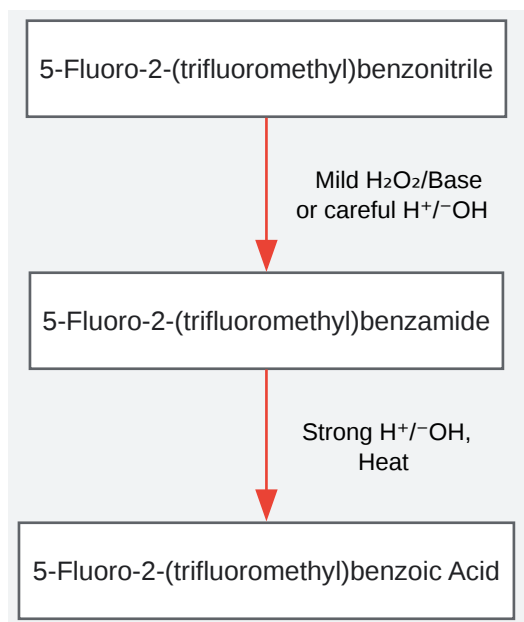 5-Fluoro-2-(trifluoromethyl)benzonitrile
Mild H₂O₂/Base
or careful H⁺/⁻OH
5-Fluoro-2-(trifluoromethyl)benzamide
Strong H⁺/⁻OH,
Heat
5-Fluoro-2-(trifluoromethyl)benzoic Acid